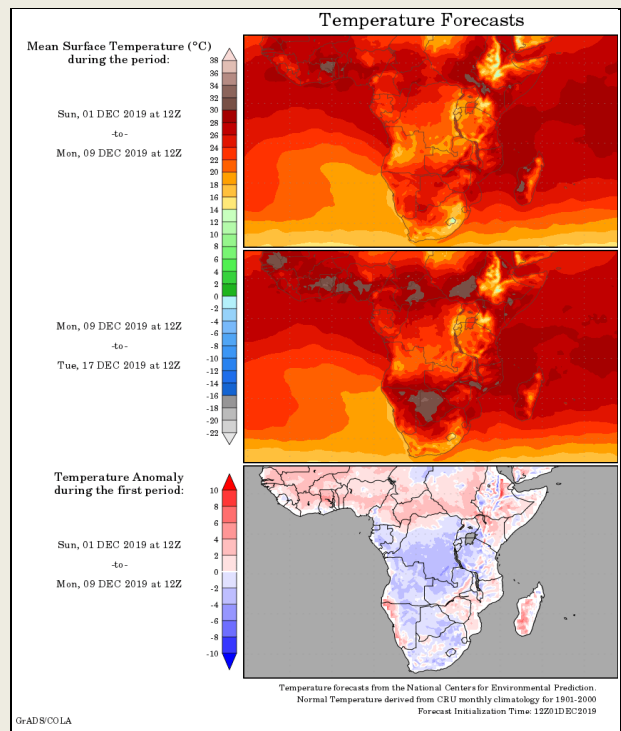 Temperature Forecasts
Mean Surface Temperature (°C)
during the period:
Sun, 01 DEC 2019 at 12Z
-to-
Mon, 09 DEC 2019 at 12Z
38
36
34
32
30
28
26
24
22
20
18
16
14
12
10
8
6
4
2
0
-2
-4
-6
-8
-10
-12
-14
-16
-18
-20
-22
Mon, 09 DEC 2019 at 12Z
-to-
Tue, 17 DEC 2019 at 12Z
Temperature Anomaly
during the first period:
Sun, 01 DEC 2019 at 12Z
-to-
Mon, 09 DEC 2019 at 12Z
10
8
6
4
2
0
-2
-4
-6
-8
-10
Temperature forecasts from the National Centers for Environmental Prediction.
Normal Temperature derived from CRU monthly climatology for 1901-2000
Forecast Initialization Time: 12Z01DEC2019
GrADS/COLA